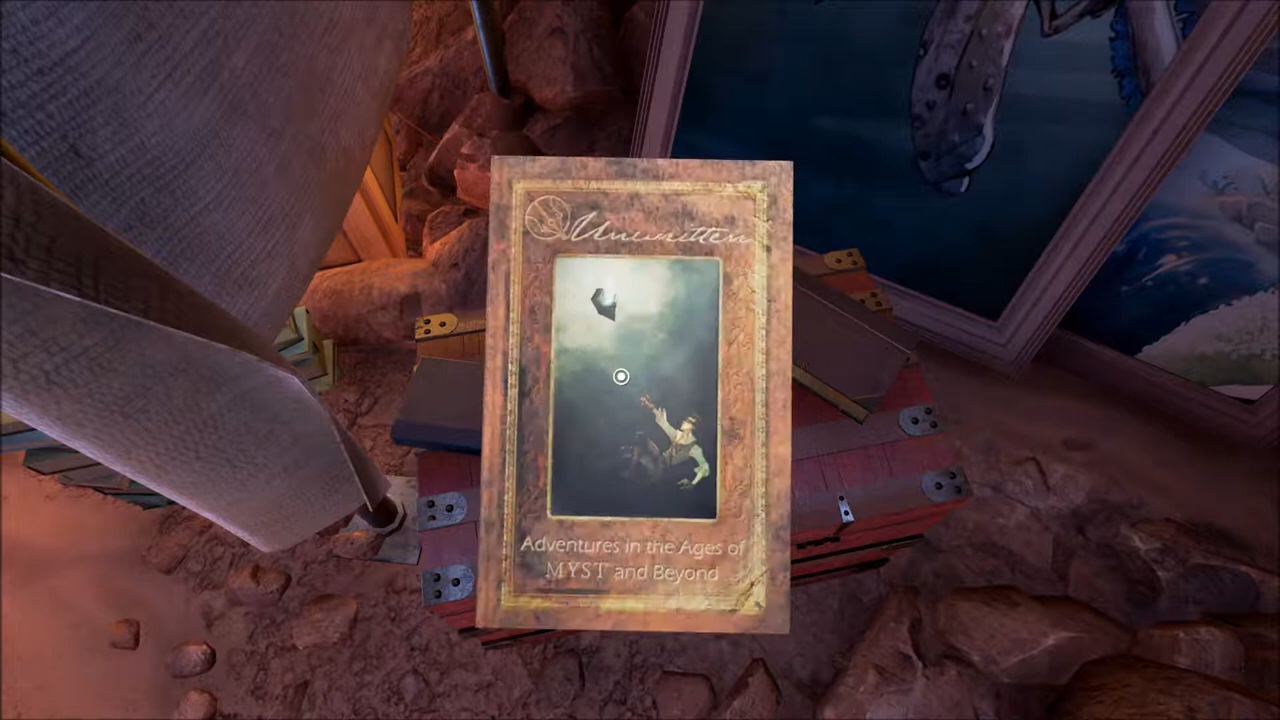 Unwritten
Adventures in the Ages of
MYST and Beyond